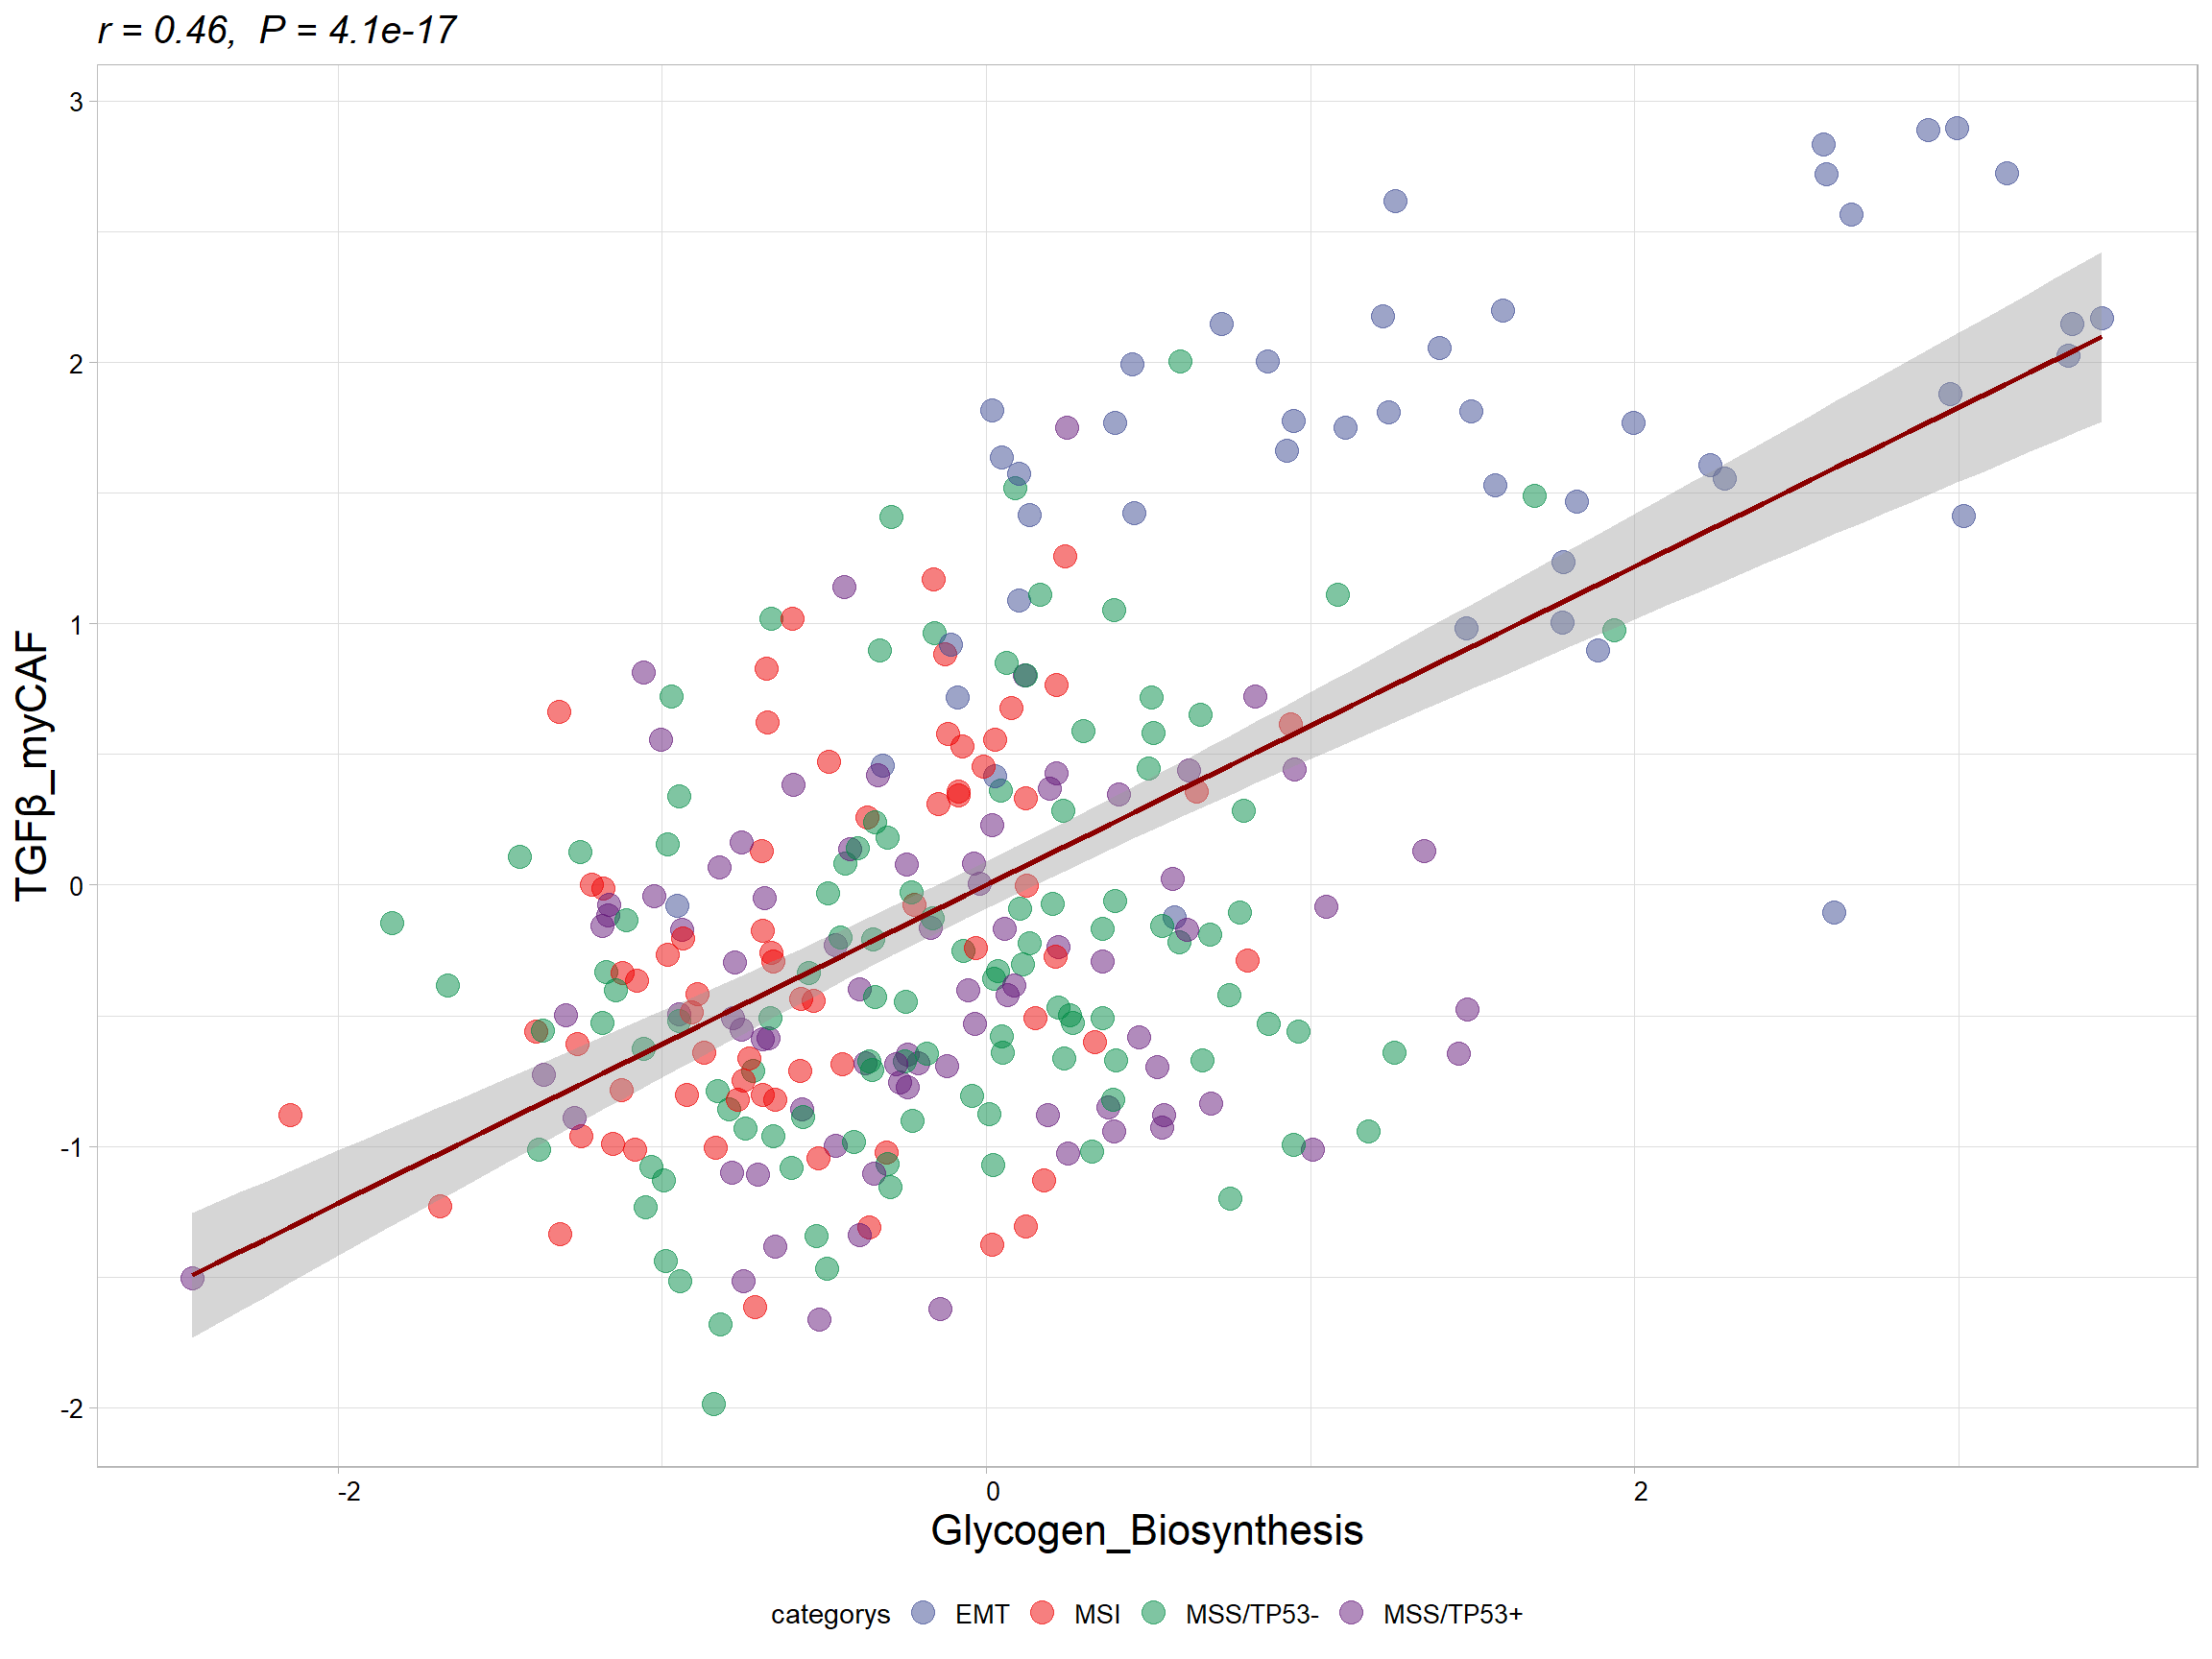 r = 0.46,  P = 4.1e-17
3
2
1
0
-1
-2
TGFβ_myCAF
-2 0 2
Glycogen_Biosynthesis
categorys EMT MSI MSS/TP53- MSS/TP53+